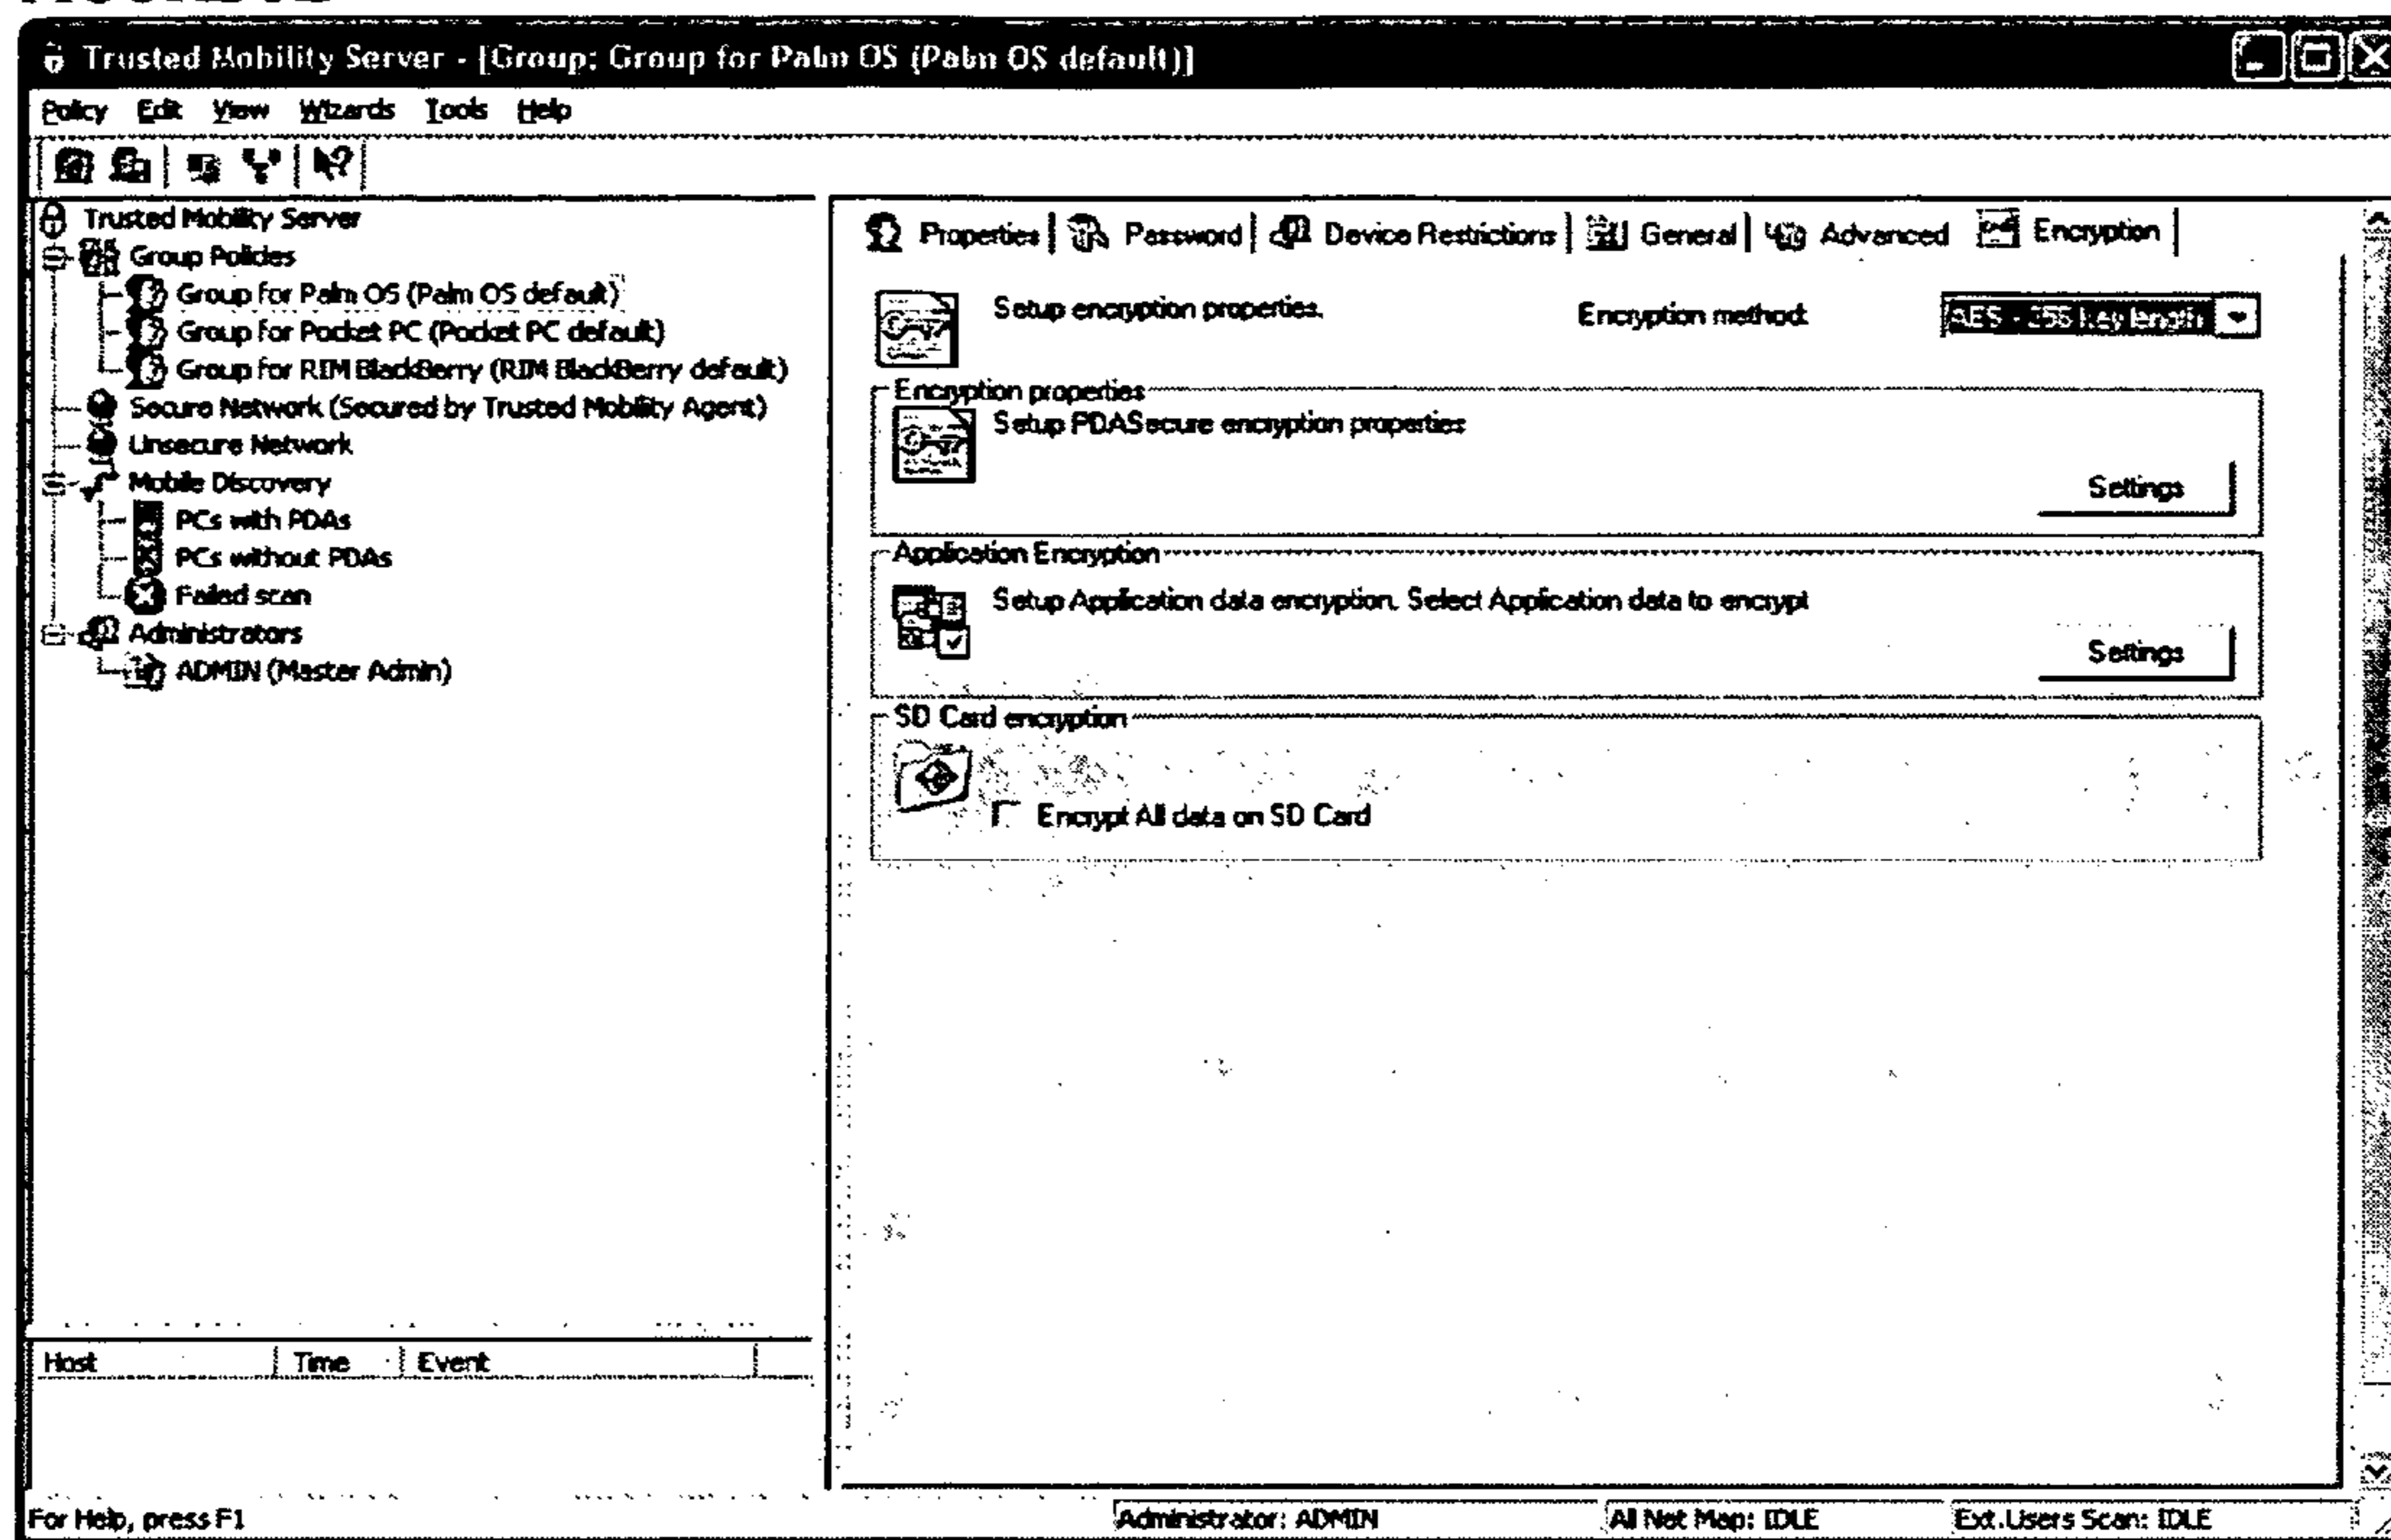 Trusted Mobility Server - [Group: Group for Palm OS (Palm OS default)]
Policy Edit View Wizards Tools Help
Trusted Mobility Server
Group Policies
Group for Palm OS (Palm OS default)
Group for Pocket PC (Pocket PC default)
Group for RIM BlackBerry (RIM BlackBerry default)
Secure Network (Secured by Trusted Mobility Agent)
Unsecure Network
Mobile Discovery
PCs with PDAs
PCs without PDAs
Failed scan
Administrators
ADMIN (Master Admin)
Properties Password Device Restrictions General Advanced Encryption
Setup encryption properties. Encryption method: AES - key length
Encryption properties
Setup PDASecure encryption properties
Settings
Application Encryption
Setup Application data encryption. Select Application data to encrypt
Settings
SD Card encryption
Encrypt All data on SD Card
Host Time Event
For Help, press F1 Administrator: ADMIN All Net Map: IDLE Ext.Users Scan: IDLE